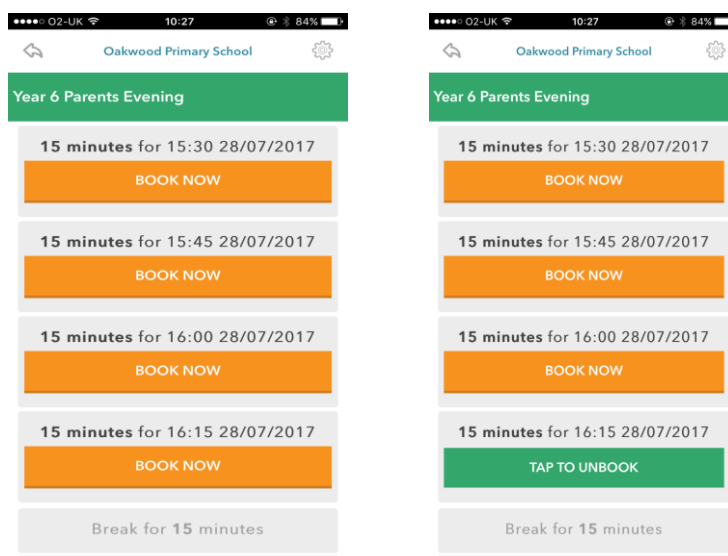 O2-UK 10:27 84%
Oakwood Primary School
Year 6 Parents Evening
15 minutes for 15:30 28/07/2017
BOOK NOW
15 minutes for 15:45 28/07/2017
BOOK NOW
15 minutes for 16:00 28/07/2017
BOOK NOW
15 minutes for 16:15 28/07/2017
BOOK NOW
Break for 15 minutes
O2-UK 10:27 84%
Oakwood Primary School
Year 6 Parents Evening
15 minutes for 15:30 28/07/2017
BOOK NOW
15 minutes for 15:45 28/07/2017
BOOK NOW
15 minutes for 16:00 28/07/2017
BOOK NOW
15 minutes for 16:15 28/07/2017
TAP TO UNBOOK
Break for 15 minutes